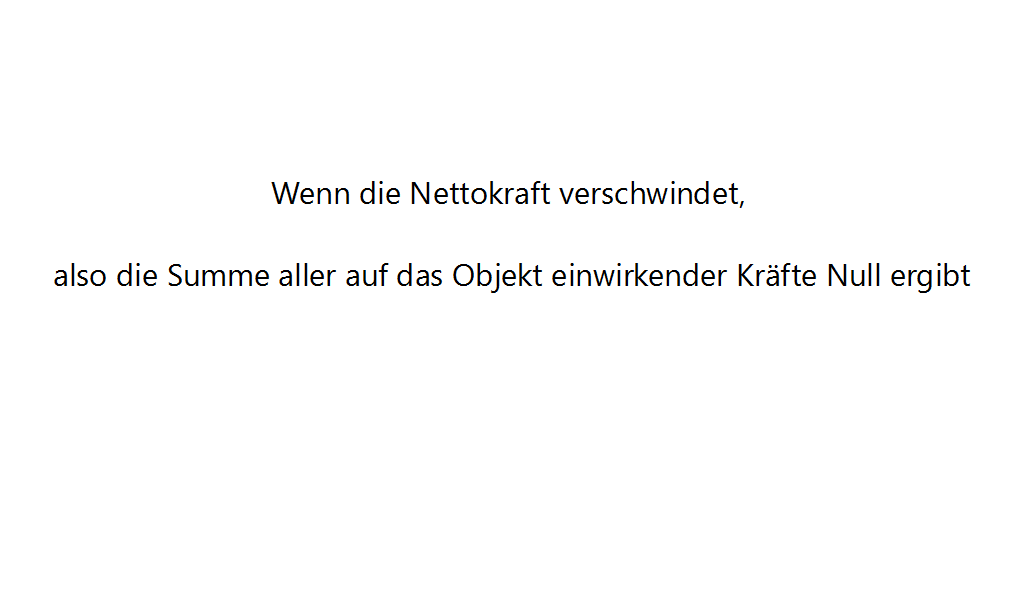 Wenn die Nettokraft verschwindet,
also die Summe aller auf das Objekt einwirkender Kräfte Null ergibt